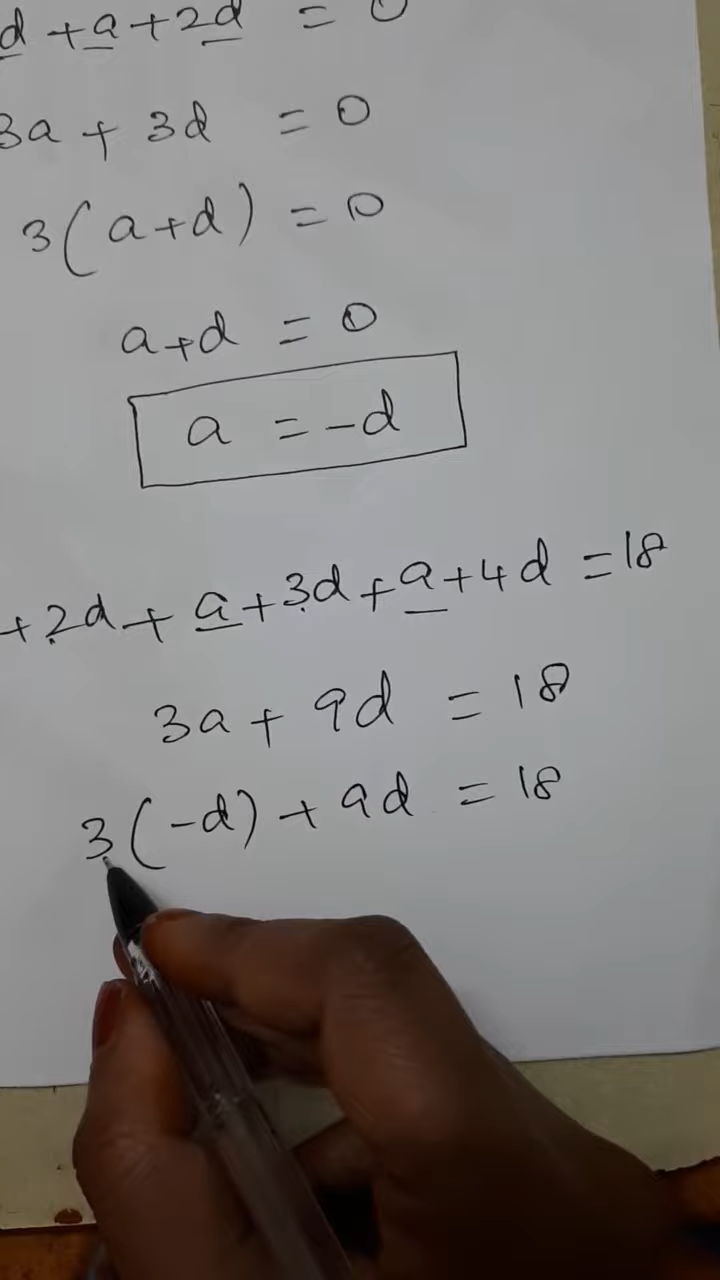 d + a + 2d = 0
3a + 3d = 0
3(a+d) = 0
a+d = 0
a = -d
+2d + a + 3d + a + 4d = 18
3a + 9d = 18
3(-d) + 9d = 18